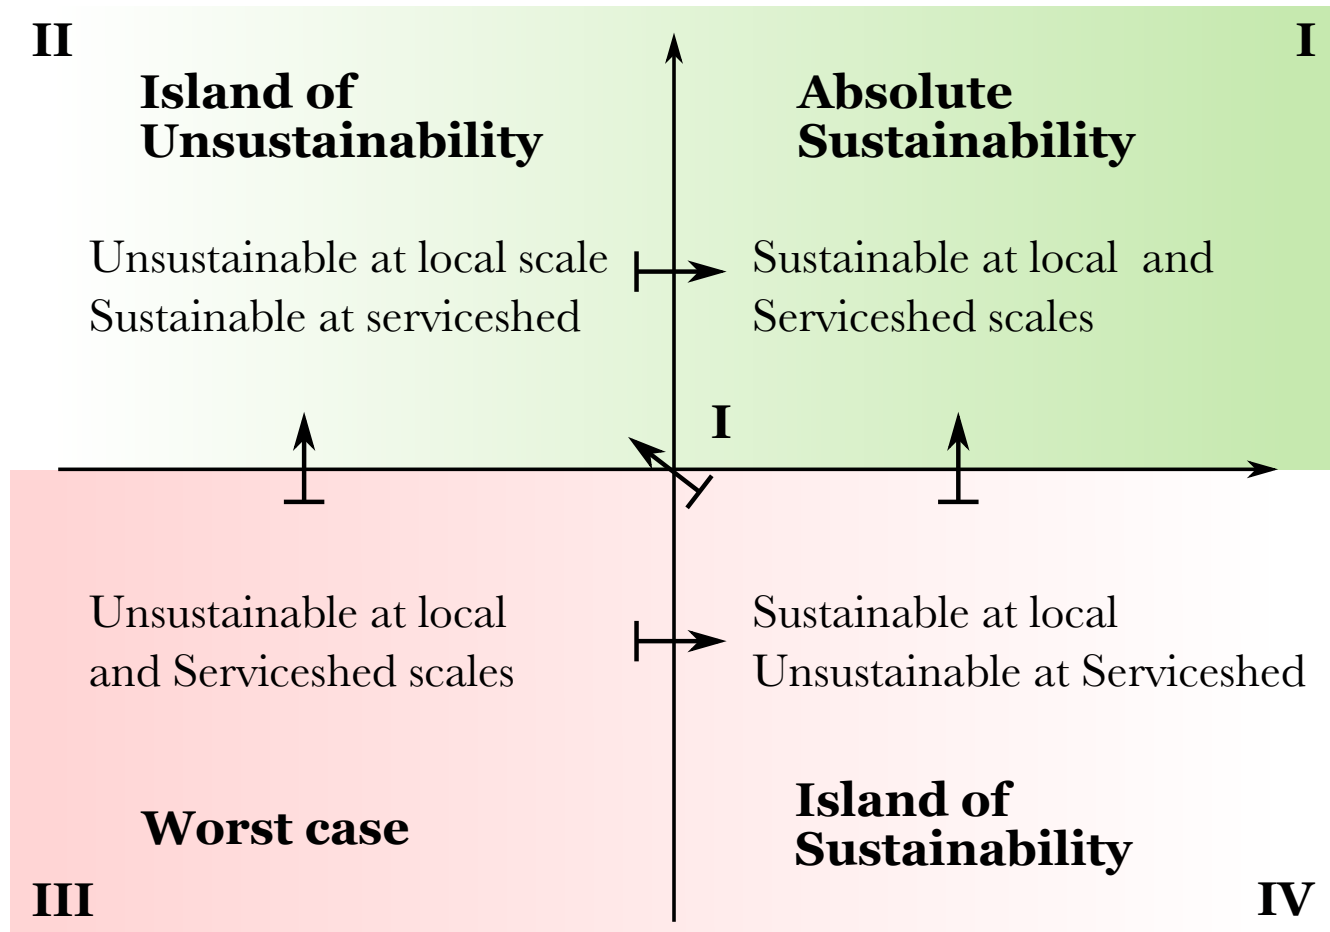 II
Island of
Unsustainability
Unsustainable at local scale
Sustainable at serviceshed
I
Absolute
Sustainability
Sustainable at local and
Serviceshed scales
I
Unsustainable at local
and Serviceshed scales
Worst case
III
Sustainable at local
Unsustainable at Serviceshed
Island of
Sustainability
IV